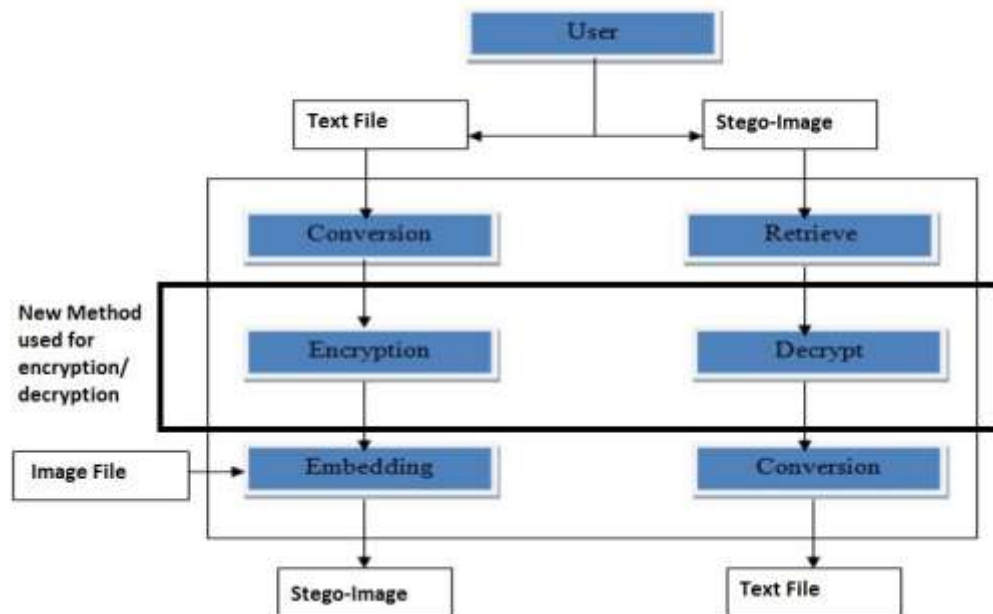 User
Text File
Stego-Image
Conversion
Retrieve
New Method
used for
encryption/
decryption
Encryption
Decrypt
Image File
Embedding
Conversion
Stego-Image
Text File